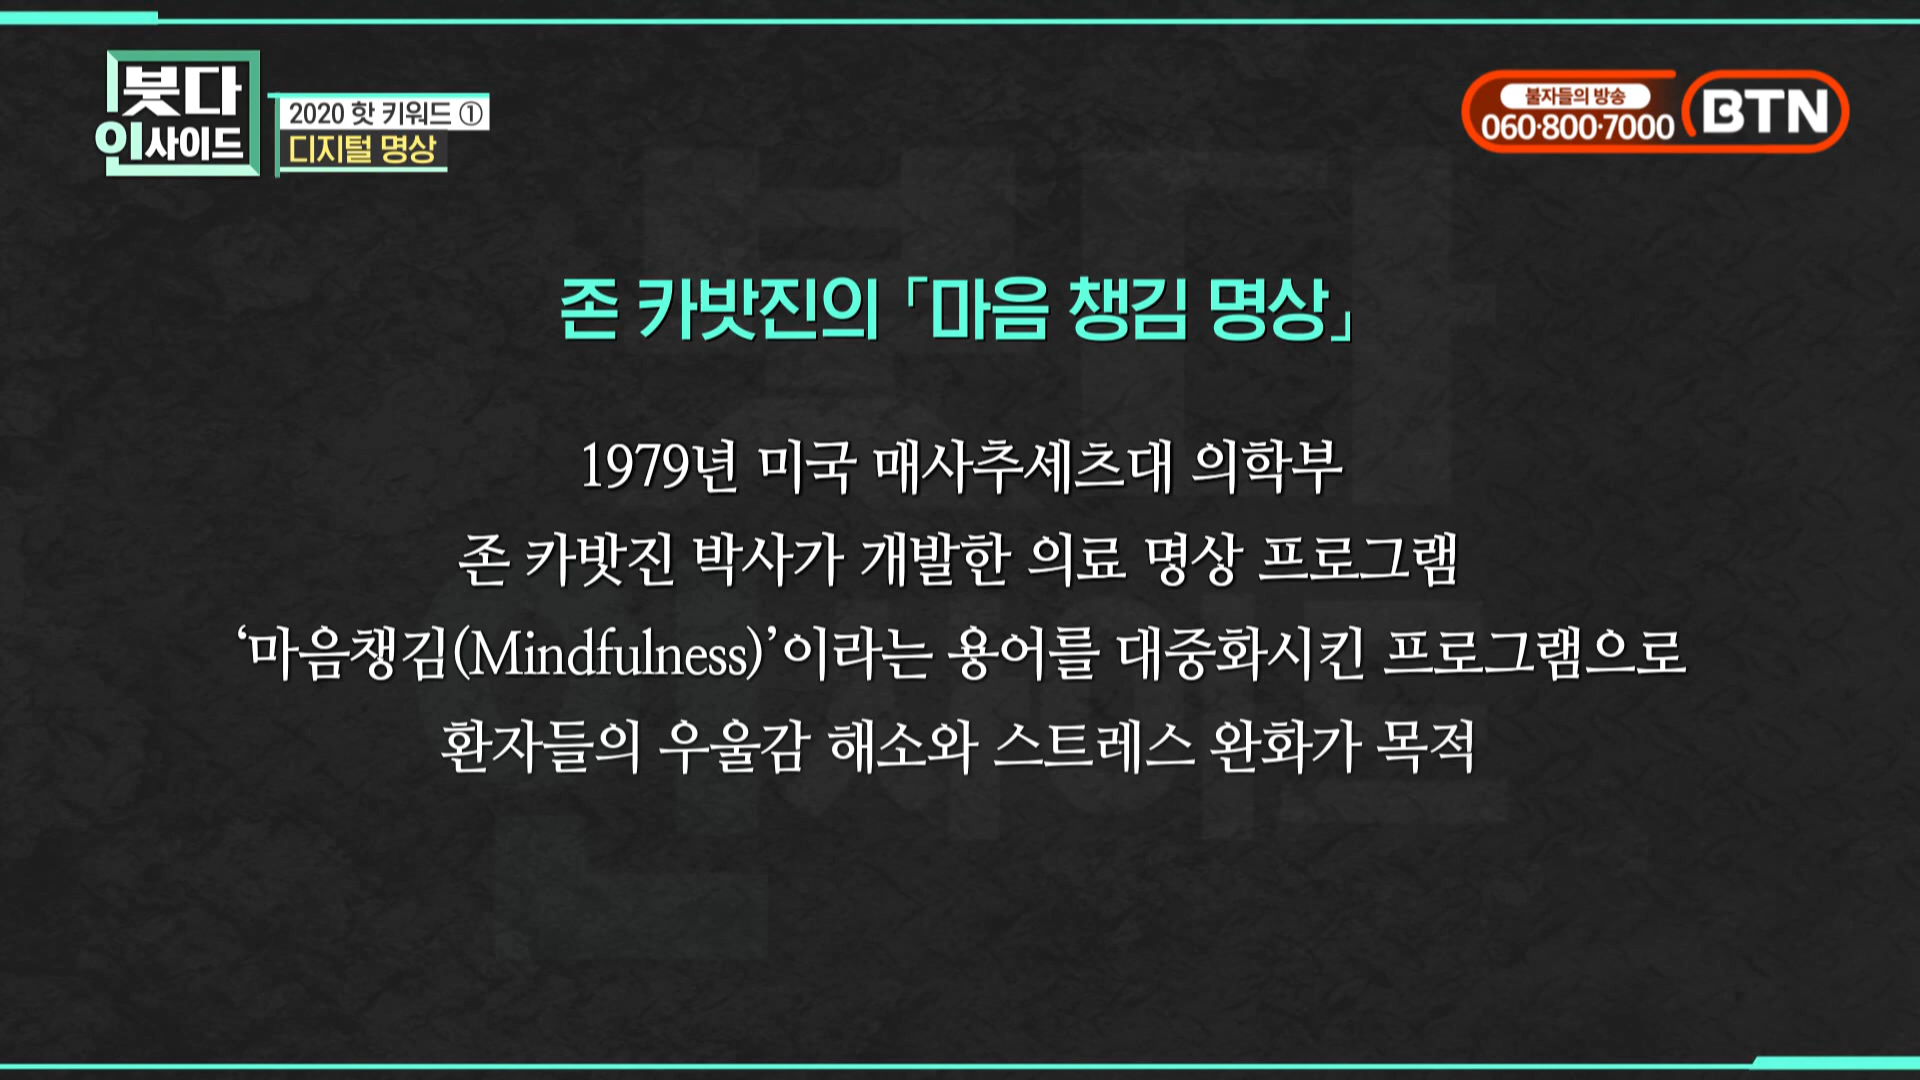 붓다
인사이드
2020 핫 키워드 ①
디지털 명상
불자들의 방송
060·800·7000
BTN
존 카밧진의 「마음 챙김 명상」
1979년 미국 매사추세츠대 의학부
존 카밧진 박사가 개발한 의료 명상 프로그램
‘마음챙김(Mindfulness)’이라는 용어를 대중화시킨 프로그램으로
환자들의 우울감 해소와 스트레스 완화가 목적